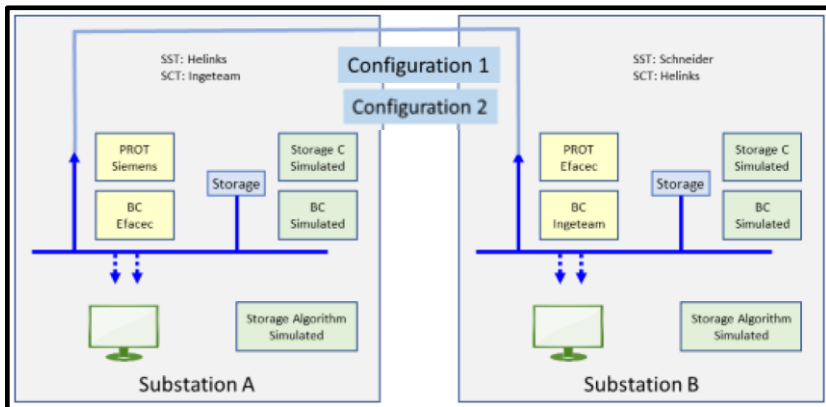 SST: Helinks
SCT: Ingeteam
Configuration 1
Configuration 2
SST: Schneider
SCT: Helinks
PROT
Siemens
Storage C
Simulated
Storage
BC
Efacec
BC
Simulated
Storage Algorithm
Simulated
Substation A
PROT
Efacec
Storage C
Simulated
Storage
BC
Ingeteam
BC
Simulated
Storage Algorithm
Simulated
Substation B